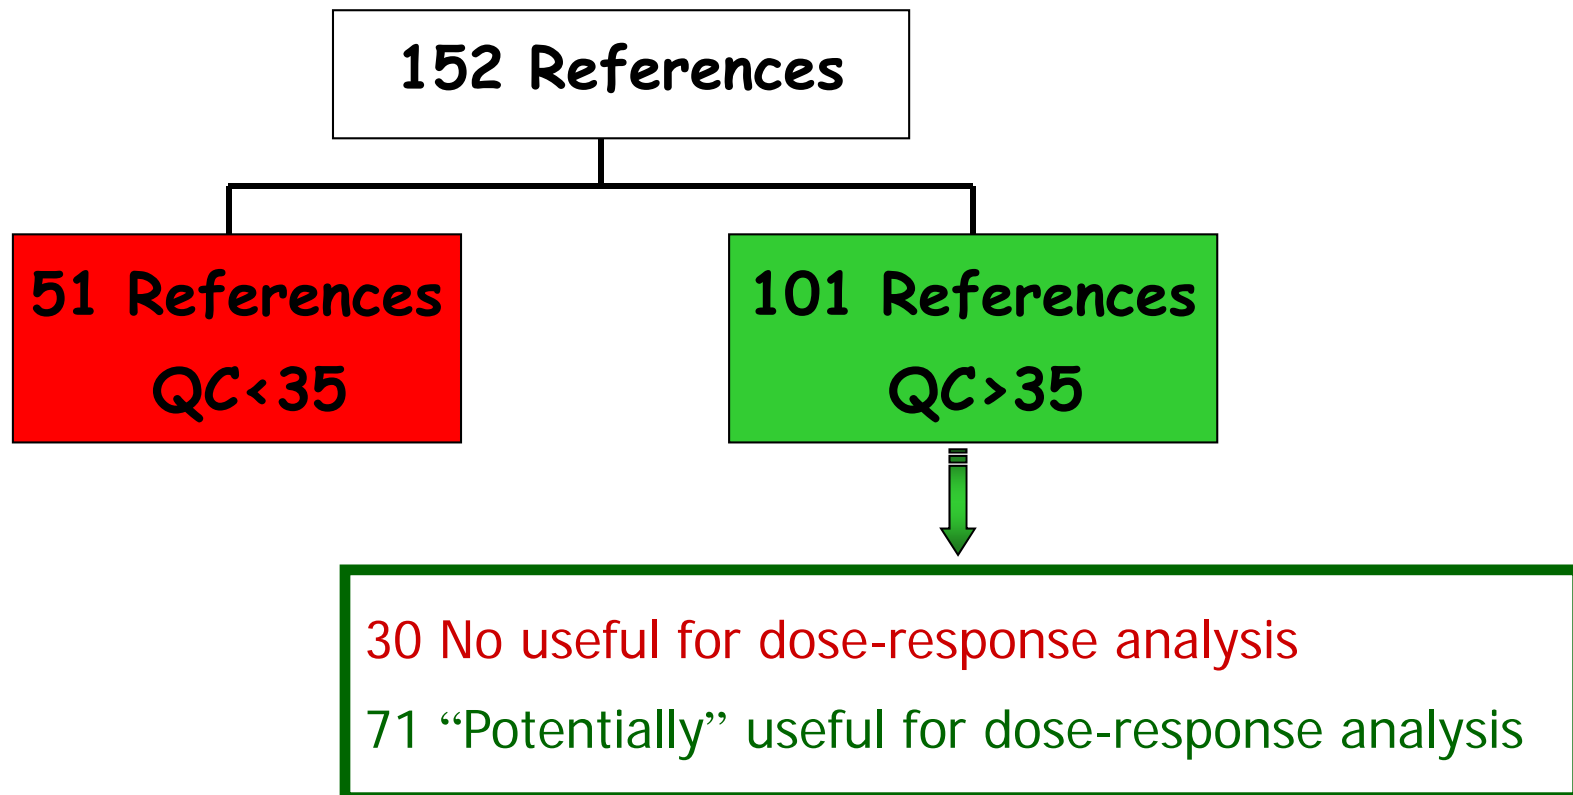 152 References
51 References
QC<35
101 References
QC>35
30 No useful for dose-response analysis
71 “Potentially” useful for dose-response analysis